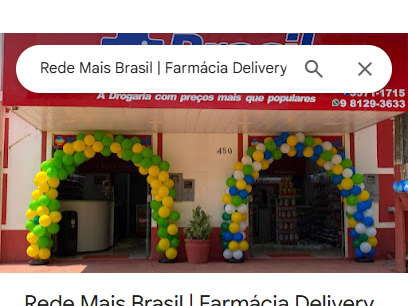 Rede Mais Brasil | Farmácia Delivery
Brasil
3371-1715
A Drogaria com preços mais que populares
9 8129-3633
480
Rede Mais Brasil | Farmácia Delivery